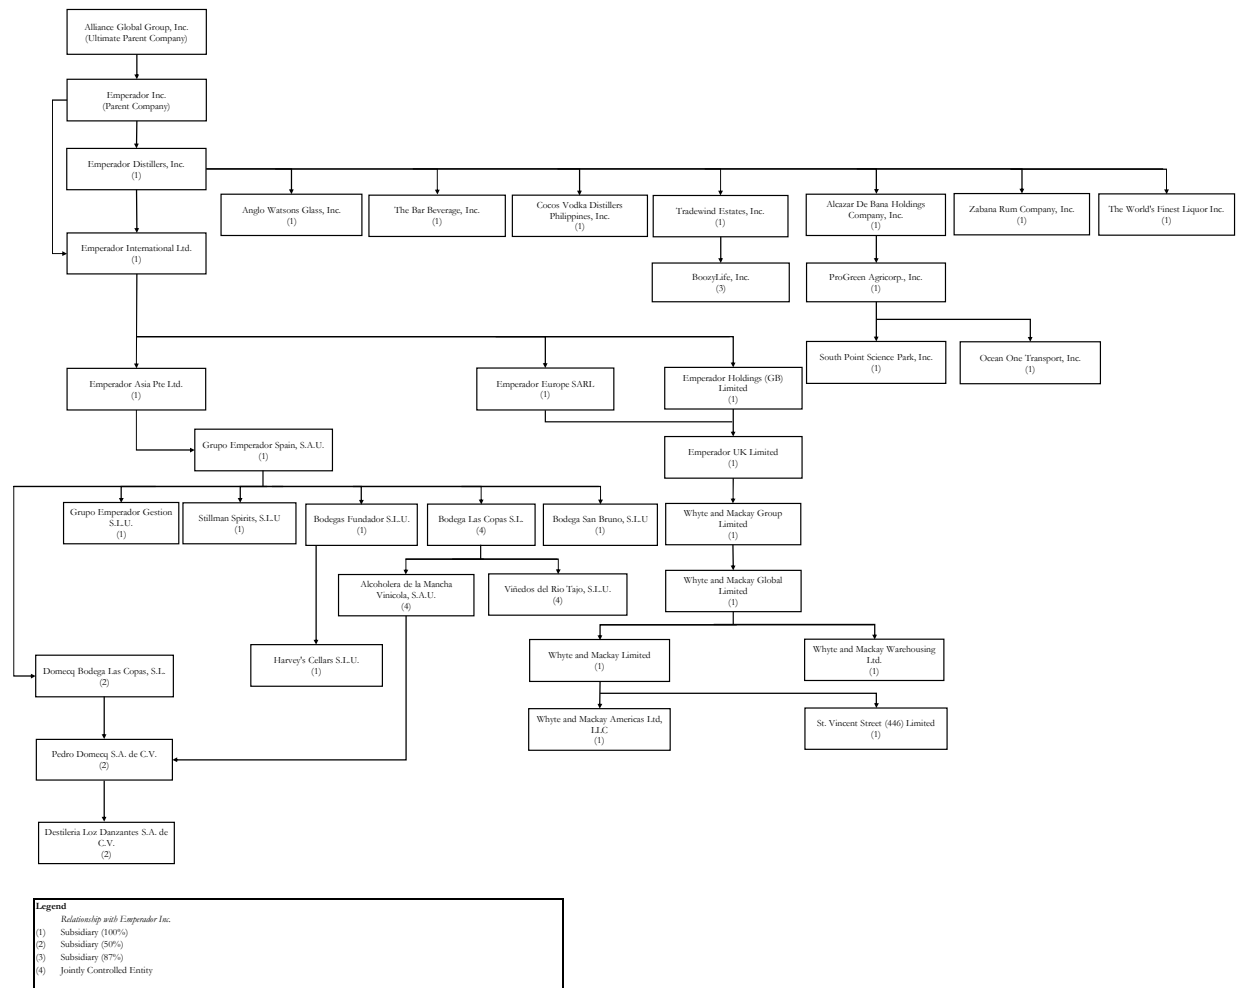 Alliance Global Group, Inc.
(Ultimate Parent Company)
Emperador Inc.
(Parent Company)
Emperador Distillers, Inc.
(1)
Anglo Watsons Glass, Inc.
(1)
The Bar Beverage, Inc.
(1)
Cocos Vodka Distillers
Philippines, Inc.
(1)
Tradewind Estates, Inc.
(1)
Alcazar De Bana Holdings
Company, Inc.
(1)
Zabana Rum Company, Inc.
(1)
The World's Finest Liquor Inc.
(1)
Emperador International Ltd.
(1)
BoozyLife, Inc.
(3)
ProGreen Agricorp., Inc.
(1)
South Point Science Park, Inc.
(1)
Ocean One Transport, Inc.
(1)
Emperador Asia Pte Ltd.
(1)
Emperador Europe SARL
(1)
Emperador Holdings (GB)
Limited
(1)
Grupo Emperador Spain, S.A.U.
(1)
Emperador UK Limited
(1)
Grupo Emperador Gestion
S.L.U.
(1)
Stillman Spirits, S.L.U
(1)
Bodegas Fundador S.L.U.
(1)
Bodega Las Copas S.L.
(4)
Bodega San Bruno, S.L.U
(1)
Whyte and Mackay Group
Limited
(1)
Alcoholera de la Mancha
Vinicola, S.A.U.
(4)
Viñedos del Rio Tajo, S.L.U.
(4)
Whyte and Mackay Global
Limited
(1)
Harvey's Cellars S.L.U.
(1)
Whyte and Mackay Limited
(1)
Whyte and Mackay Warehousing
Ltd.
(1)
Domecq Bodega Las Copas, S.L.
(2)
Whyte and Mackay Americas Ltd,
LLC
(1)
St. Vincent Street (446) Limited
(1)
Pedro Domecq S.A. de C.V.
(2)
Destileria Loz Danzantes S.A. de
C.V.
(2)
Legend
Relationship with Emperador Inc.
(1) Subsidiary (100%)
(2) Subsidiary (50%)
(3) Subsidiary (87%)
(4) Jointly Controlled Entity